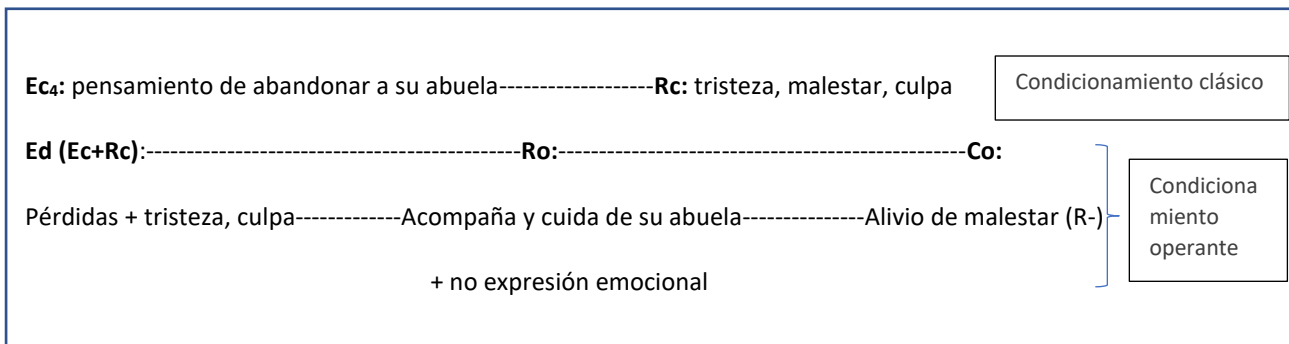 Ec₄: pensamiento de abandonar a su abuela-------------------Rc: tristeza, malestar, culpa
Condicionamiento clásico
Ed (Ec+Rc):--------------------------------------------Ro:-------------------------------------------------Co:
Pérdidas + tristeza, culpa-------------Acompaña y cuida de su abuela---------------Alivio de malestar (R-)
+ no expresión emocional
Condiciona
miento
operante